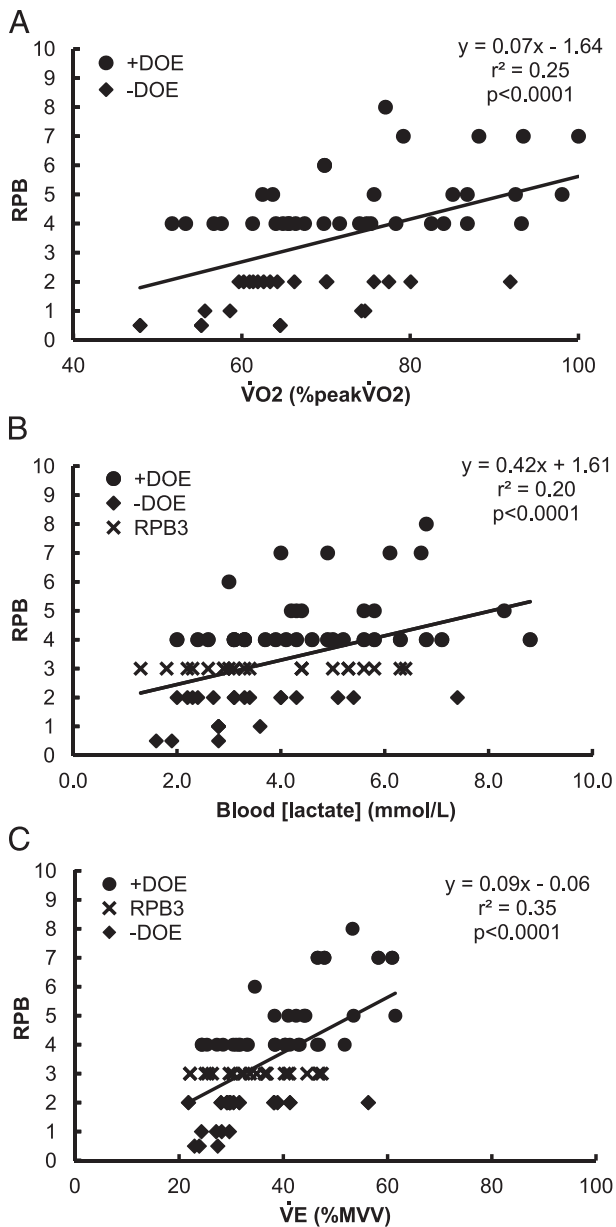 A
10
9
8
7
6
5
4
3
2
1
0
RPB
+DOE
-DOE
y = 0.07x - 1.64
r² = 0.25
p<0.0001
40
60
80
100
V̇O2 (%peakV̇O2)
B
10
9
8
7
6
5
4
3
2
1
0
RPB
+DOE
-DOE
RPB3
y = 0.42x + 1.61
r² = 0.20
p<0.0001
0.0
2.0
4.0
6.0
8.0
10.0
Blood [lactate] (mmol/L)
C
10
9
8
7
6
5
4
3
2
1
0
RPB
+DOE
RPB3
-DOE
y = 0.09x - 0.06
r² = 0.35
p<0.0001
0
20
40
60
80
100
V̇E (%MVV)